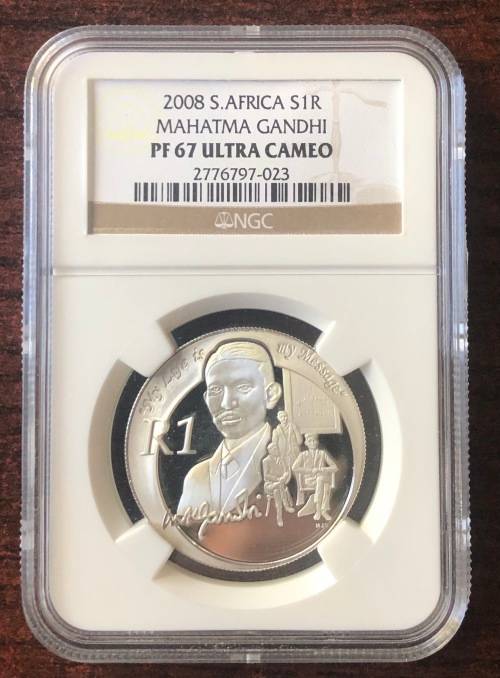 2008 S.AFRICA S1R
MAHATMA GANDHI
PF 67 ULTRA CAMEO
2776797-023
NGC
My Life is my Message
R1
M K Gandhi